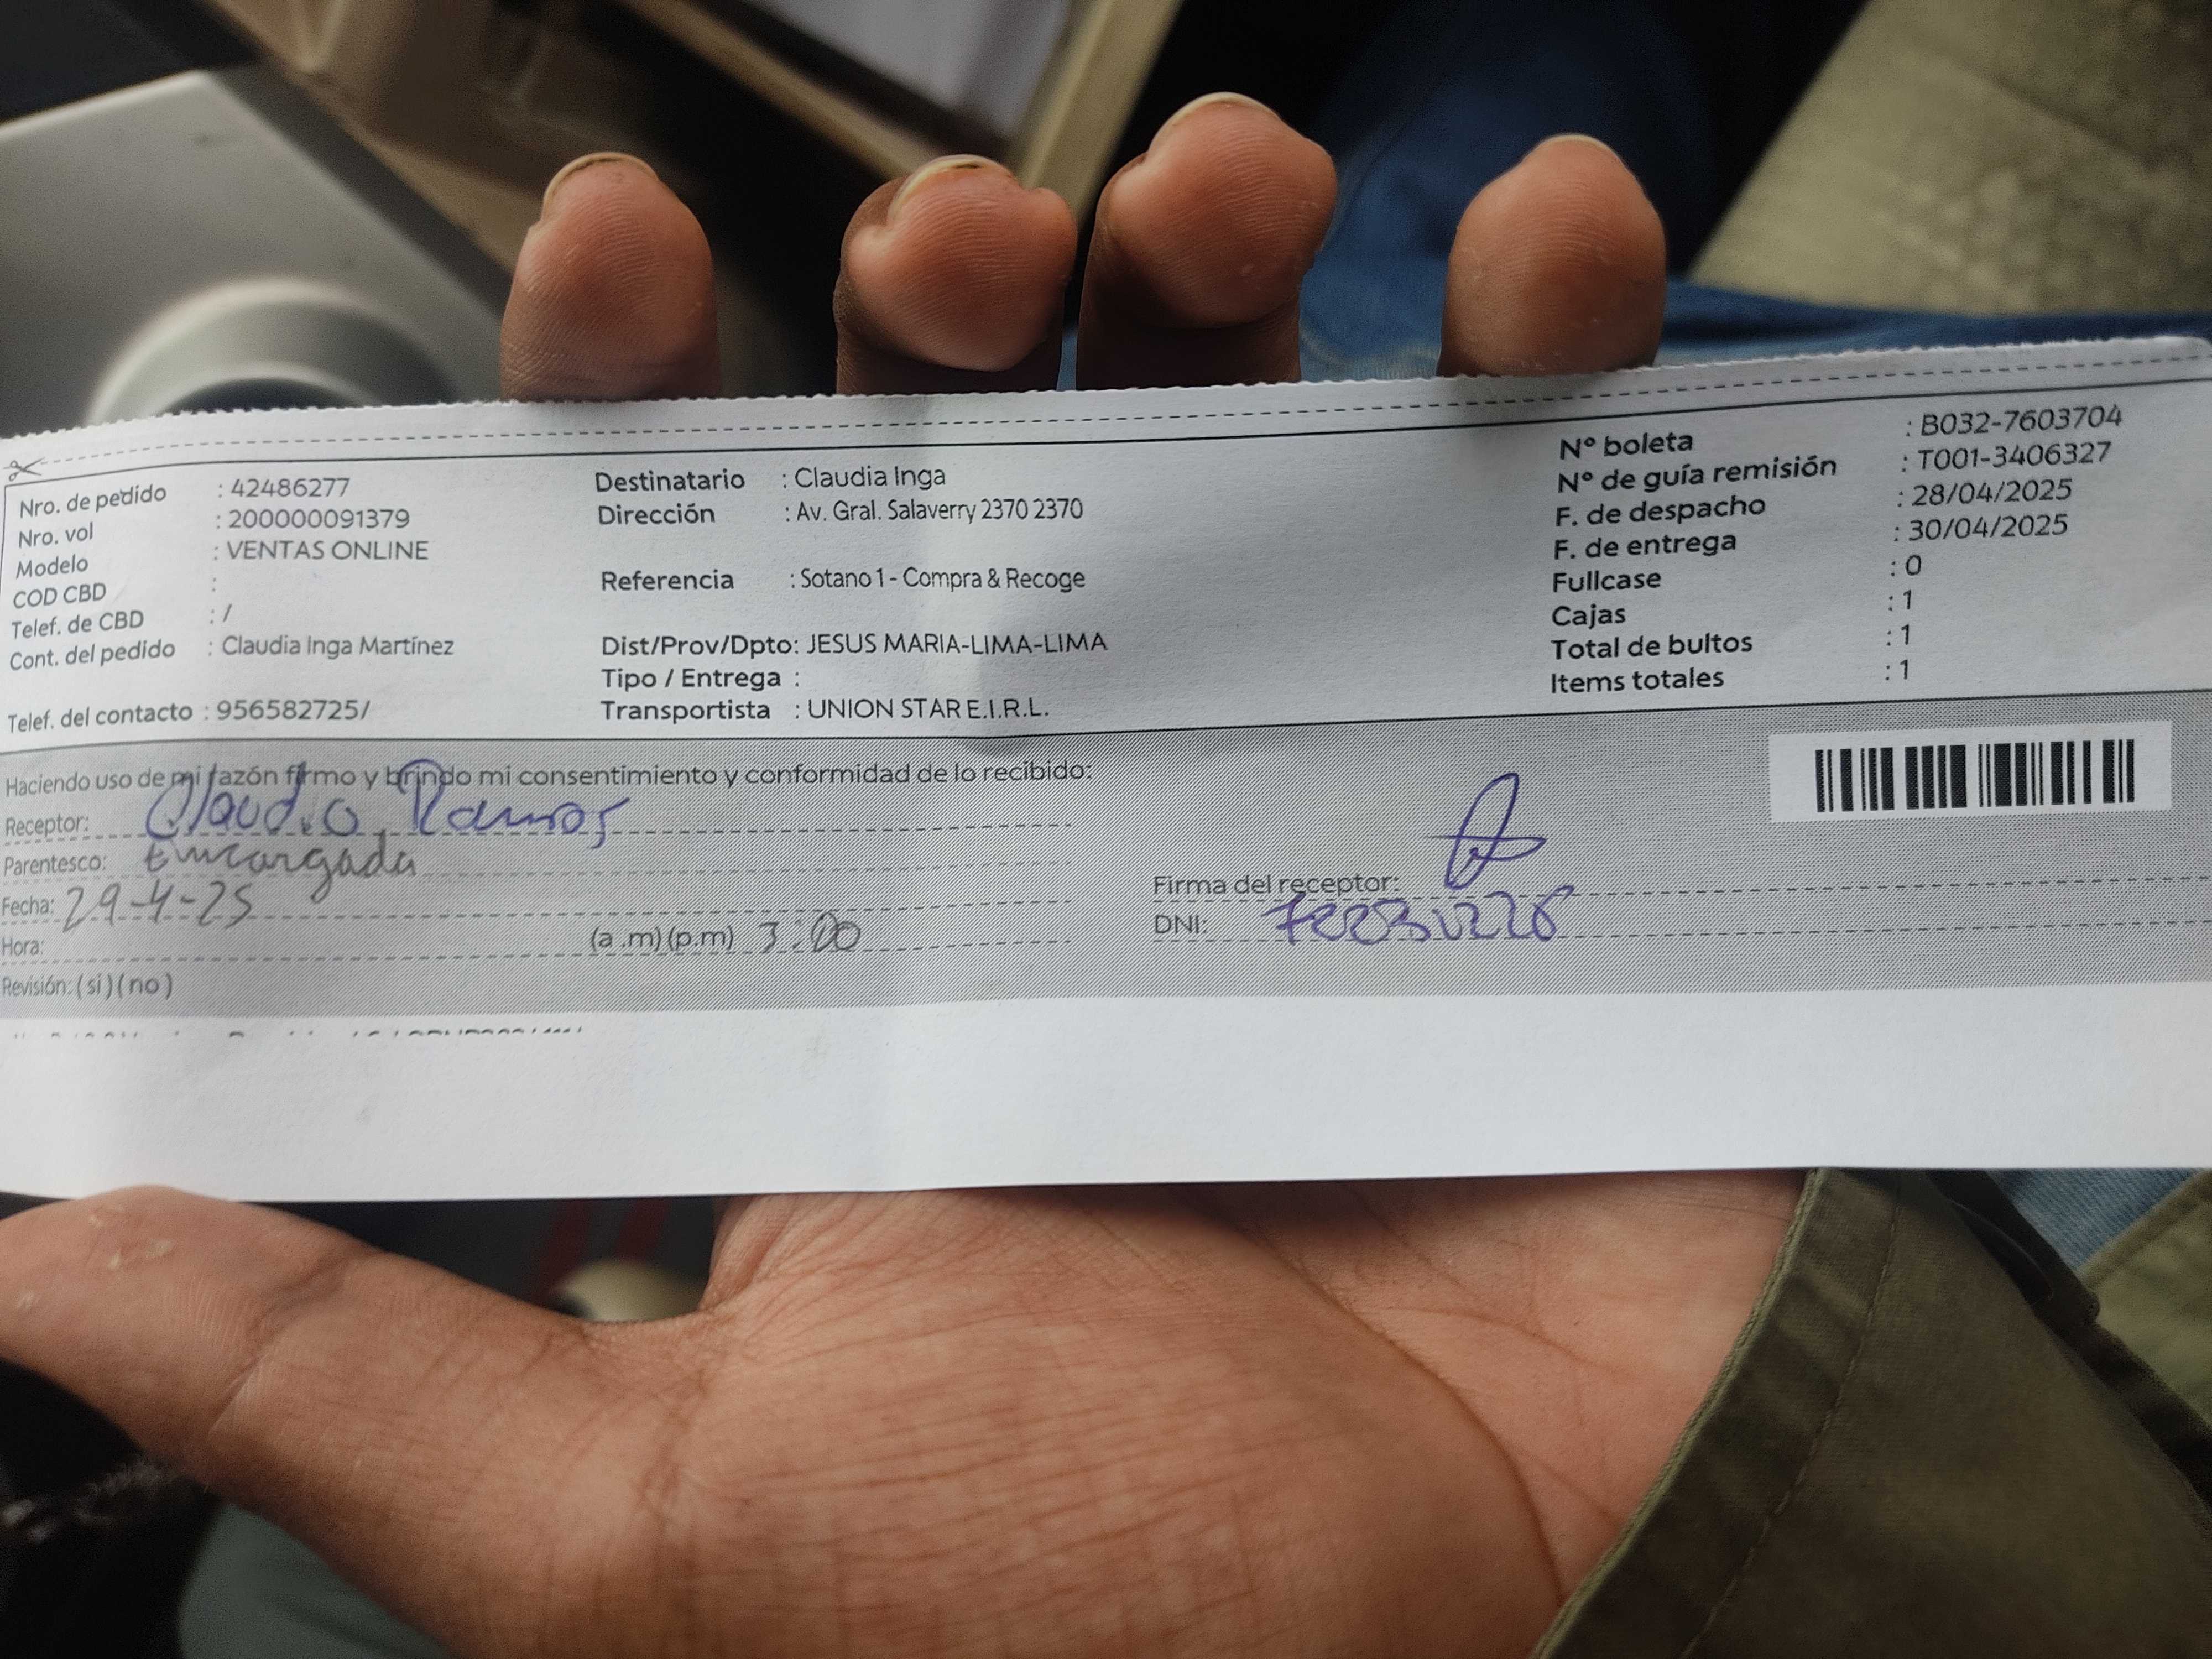 Nro. de pedido : 42486277
Nro. vol : 200000091379
Modelo : VENTAS ONLINE
COD CBD :
Telef. de CBD : /
Cont. del pedido : Claudia Inga Martínez
Telef. del contacto : 956582725/
Destinatario : Claudia Inga
Dirección : Av. Gral. Salaverry 2370 2370
Referencia : Sotano 1 - Compra & Recoge
Dist/Prov/Dpto: JESUS MARIA-LIMA-LIMA
Tipo / Entrega :
Transportista : UNION STAR E.I.R.L.
Nº boleta : B032-7603704
Nº de guía remisión : T001-3406327
F. de despacho : 28/04/2025
F. de entrega : 30/04/2025
Fullcase : 0
Cajas : 1
Total de bultos : 1
Items totales : 1
Haciendo uso de mi razón firmo y brindo mi consentimiento y conformidad de lo recibido:
Receptor: Claudia Ramos
Parentesco: Encargada
Fecha: 29-4-25
Hora: (a .m) (p.m) 3:00
Revisión: (si) (no)
Firma del receptor:
DNI: